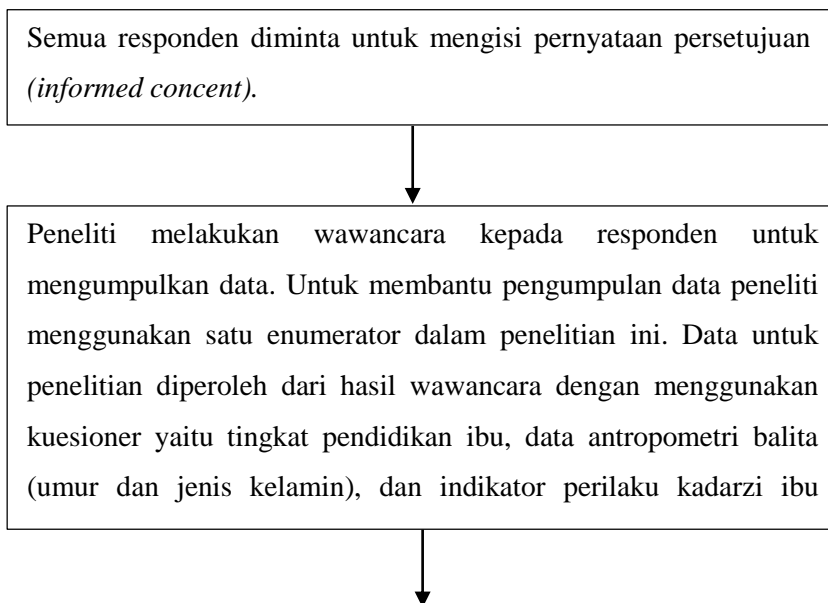 Semua responden diminta untuk mengisi pernyataan persetujuan
(informed concent).
Peneliti melakukan wawancara kepada responden untuk
mengumpulkan data. Untuk membantu pengumpulan data peneliti
menggunakan satu enumerator dalam penelitian ini. Data untuk
penelitian diperoleh dari hasil wawancara dengan menggunakan
kuesioner yaitu tingkat pendidikan ibu, data antropometri balita
(umur dan jenis kelamin), dan indikator perilaku kadarzi ibu